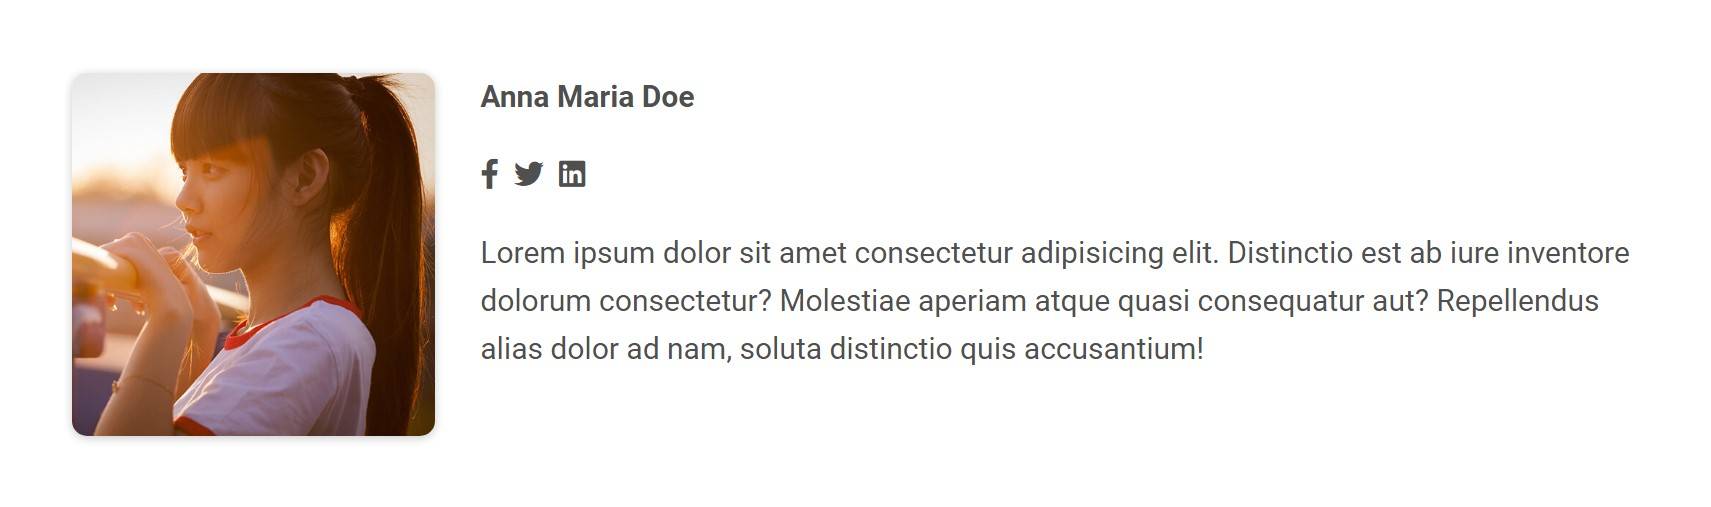 Anna Maria Doe
Lorem ipsum dolor sit amet consectetur adipisicing elit. Distinctio est ab iure inventore
dolorum consectetur? Molestiae aperiam atque quasi consequatur aut? Repellendus
alias dolor ad nam, soluta distinctio quis accusantium!